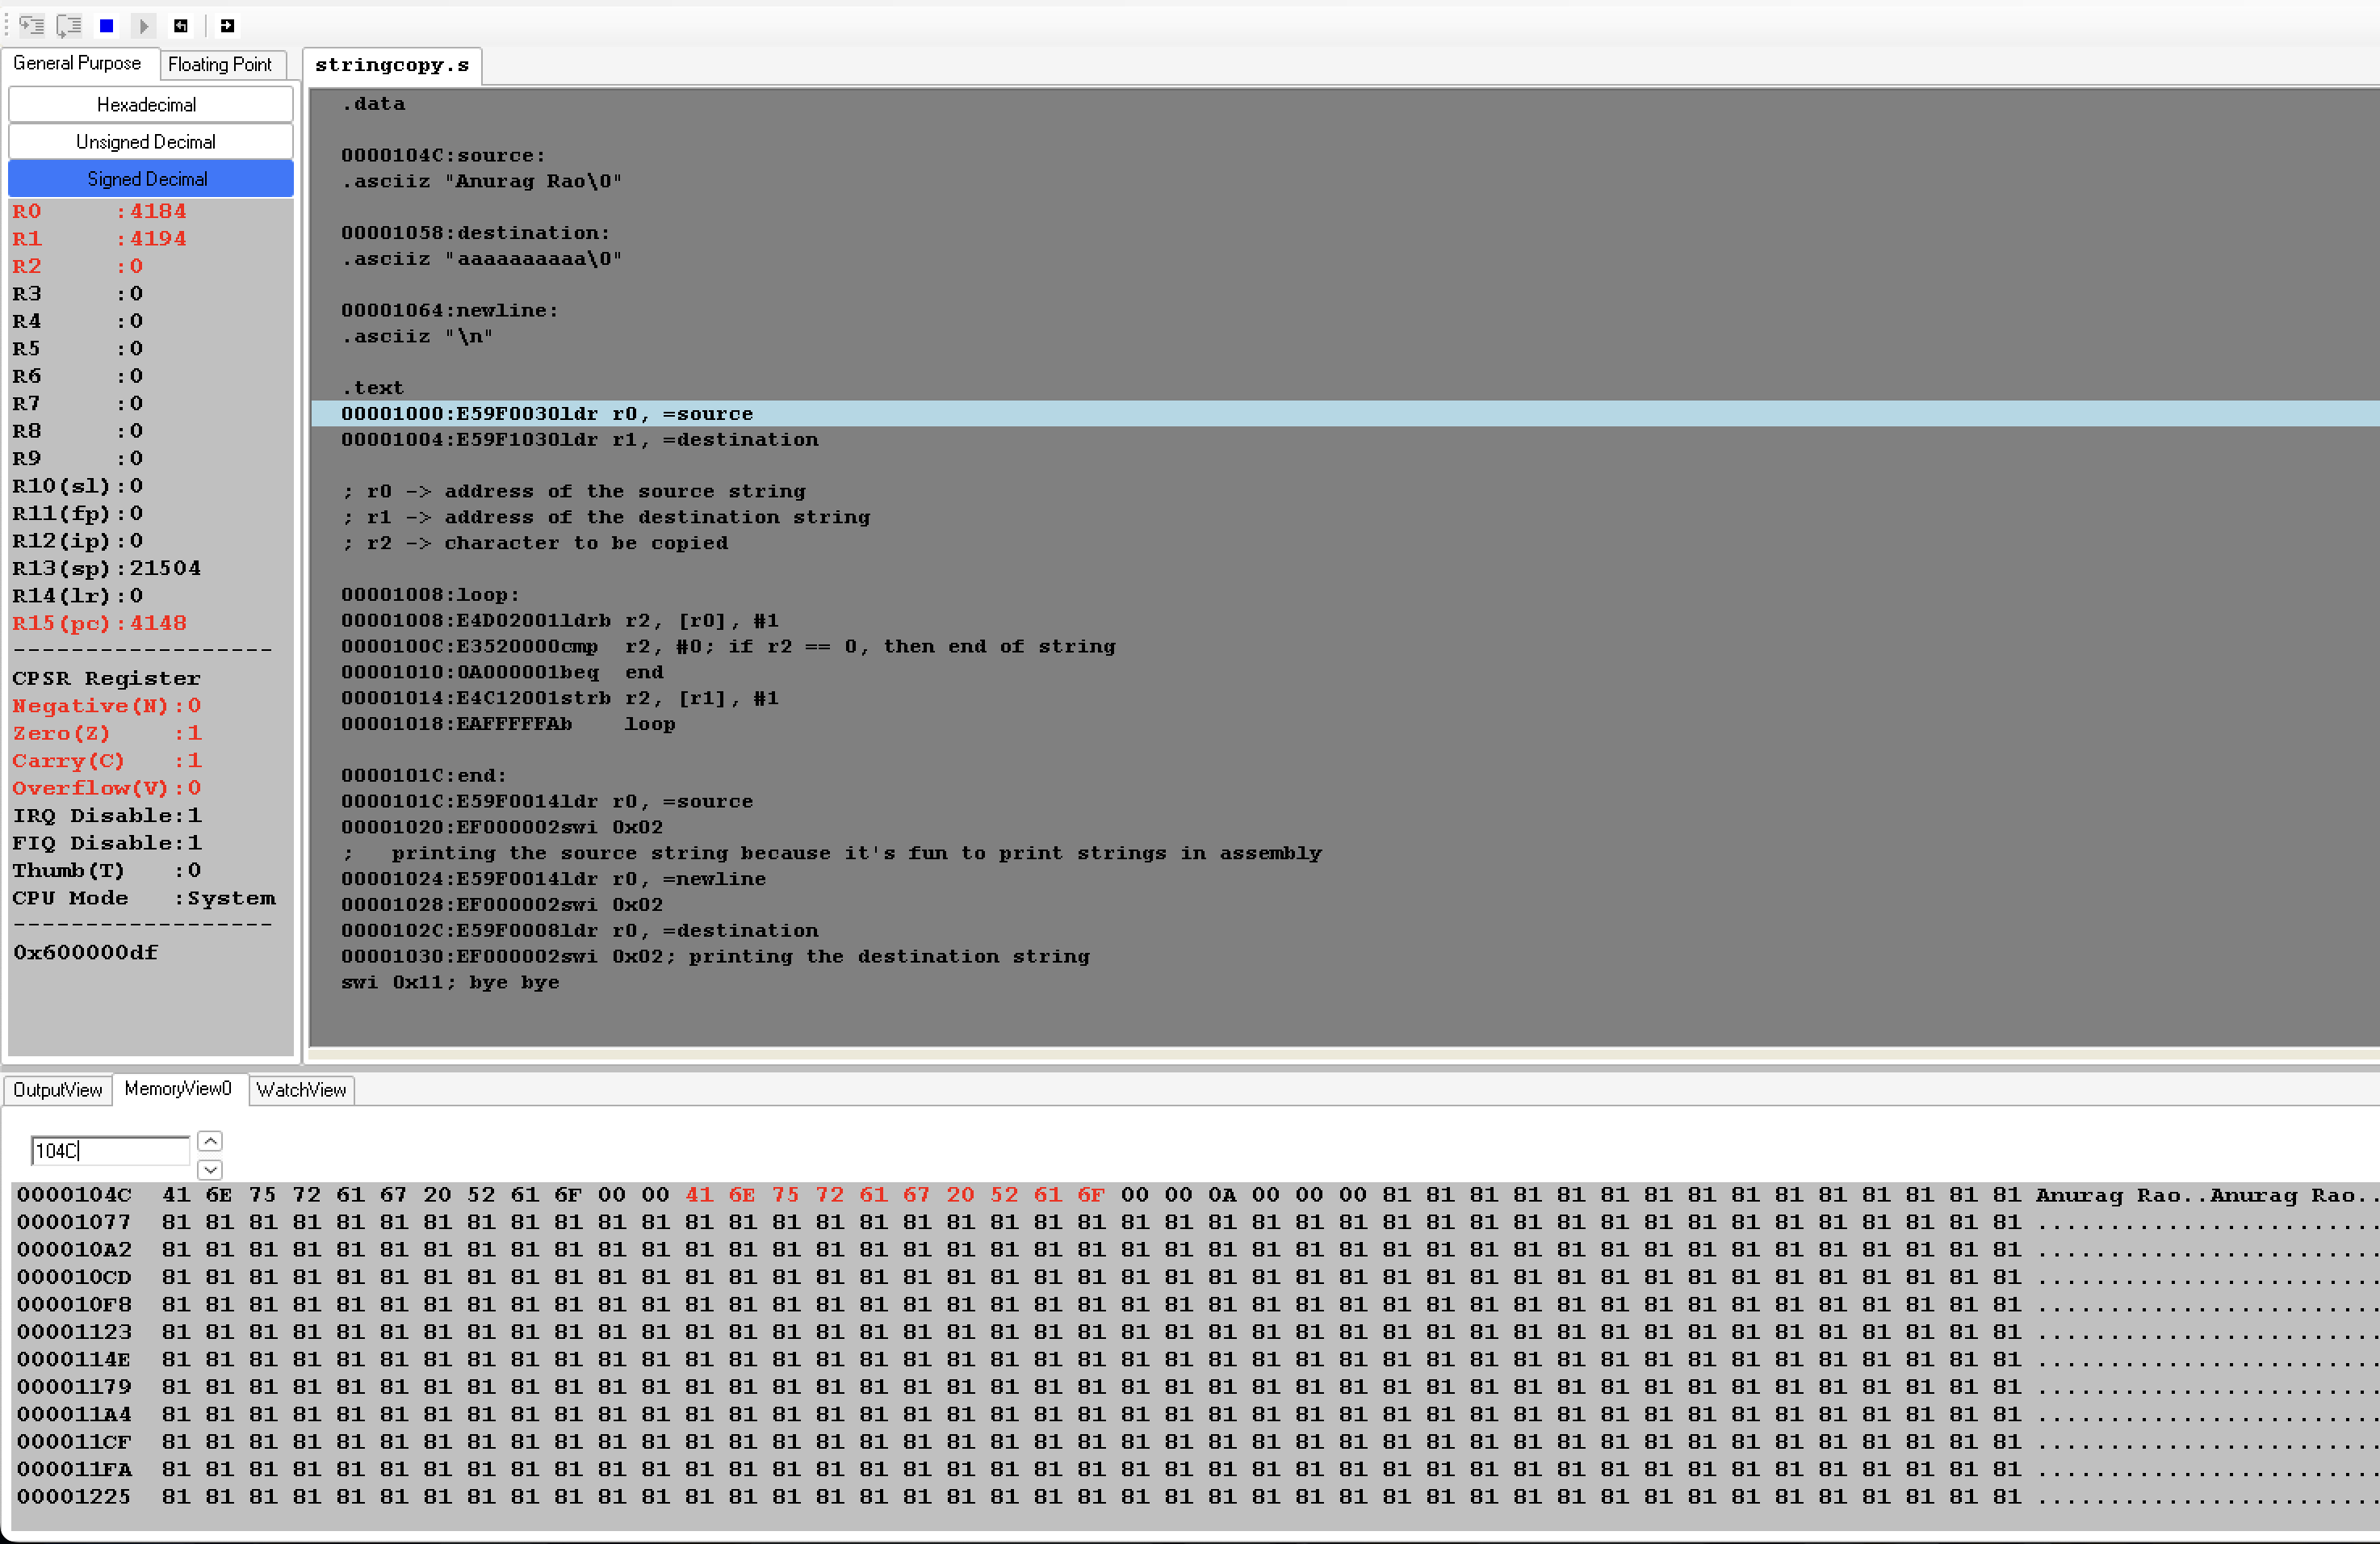 General Purpose
Floating Point
Hexadecimal
Unsigned Decimal
Signed Decimal
R0 :4184
R1 :4194
R2 :0
R3 :0
R4 :0
R5 :0
R6 :0
R7 :0
R8 :0
R9 :0
R10(sl):0
R11(fp):0
R12(ip):0
R13(sp):21504
R14(lr):0
R15(pc):4148
------------------
CPSR Register
Negative(N):0
Zero(Z) :1
Carry(C) :1
Overflow(V):0
IRQ Disable:1
FIQ Disable:1
Thumb(T) :0
CPU Mode :System
------------------
0x600000df
stringcopy.s
.data
0000104C:source:
.asciiz "Anurag Rao\0"
00001058:destination:
.asciiz "aaaaaaaaaa\0"
00001064:newline:
.asciiz "\n"
.text
00001000:E59F0030ldr r0, =source
00001004:E59F1030ldr r1, =destination
; r0 -> address of the source string
; r1 -> address of the destination string
; r2 -> character to be copied
00001008:loop:
00001008:E4D02001ldrb r2, [r0], #1
0000100C:E3520000cmp r2, #0; if r2 == 0, then end of string
00001010:0A000001beq end
00001014:E4C12001strb r2, [r1], #1
00001018:EAFFFFFAb loop
0000101C:end:
0000101C:E59F0014ldr r0, =source
00001020:EF000002swi 0x02
; printing the source string because it's fun to print strings in assembly
00001024:E59F0014ldr r0, =newline
00001028:EF000002swi 0x02
0000102C:E59F0008ldr r0, =destination
00001030:EF000002swi 0x02; printing the destination string
swi 0x11; bye bye
OutputView
MemoryView0
WatchView
104C
0000104C 41 6E 75 72 61 67 20 52 61 6F 00 00 41 6E 75 72 61 67 20 52 61 6F 00 00 0A 00 00 00 81 81 81 81 81 81 81 81 81 81 81 81 81 81 81 Anurag Rao..Anurag Rao..
00001077 81 81 81 81 81 81 81 81 81 81 81 81 81 81 81 81 81 81 81 81 81 81 81 81 81 81 81 81 81 81 81 81 81 81 81 81 81 81 81 81 81 81 81 ........................
000010A2 81 81 81 81 81 81 81 81 81 81 81 81 81 81 81 81 81 81 81 81 81 81 81 81 81 81 81 81 81 81 81 81 81 81 81 81 81 81 81 81 81 81 81 ........................
000010CD 81 81 81 81 81 81 81 81 81 81 81 81 81 81 81 81 81 81 81 81 81 81 81 81 81 81 81 81 81 81 81 81 81 81 81 81 81 81 81 81 81 81 81 ........................
000010F8 81 81 81 81 81 81 81 81 81 81 81 81 81 81 81 81 81 81 81 81 81 81 81 81 81 81 81 81 81 81 81 81 81 81 81 81 81 81 81 81 81 81 81 ........................
00001123 81 81 81 81 81 81 81 81 81 81 81 81 81 81 81 81 81 81 81 81 81 81 81 81 81 81 81 81 81 81 81 81 81 81 81 81 81 81 81 81 81 81 81 ........................
0000114E 81 81 81 81 81 81 81 81 81 81 81 81 81 81 81 81 81 81 81 81 81 81 81 81 81 81 81 81 81 81 81 81 81 81 81 81 81 81 81 81 81 81 81 ........................
00001179 81 81 81 81 81 81 81 81 81 81 81 81 81 81 81 81 81 81 81 81 81 81 81 81 81 81 81 81 81 81 81 81 81 81 81 81 81 81 81 81 81 81 81 ........................
000011A4 81 81 81 81 81 81 81 81 81 81 81 81 81 81 81 81 81 81 81 81 81 81 81 81 81 81 81 81 81 81 81 81 81 81 81 81 81 81 81 81 81 81 81 ........................
000011CF 81 81 81 81 81 81 81 81 81 81 81 81 81 81 81 81 81 81 81 81 81 81 81 81 81 81 81 81 81 81 81 81 81 81 81 81 81 81 81 81 81 81 81 ........................
000011FA 81 81 81 81 81 81 81 81 81 81 81 81 81 81 81 81 81 81 81 81 81 81 81 81 81 81 81 81 81 81 81 81 81 81 81 81 81 81 81 81 81 81 81 ........................
00001225 81 81 81 81 81 81 81 81 81 81 81 81 81 81 81 81 81 81 81 81 81 81 81 81 81 81 81 81 81 81 81 81 81 81 81 81 81 81 81 81 81 81 81 ........................